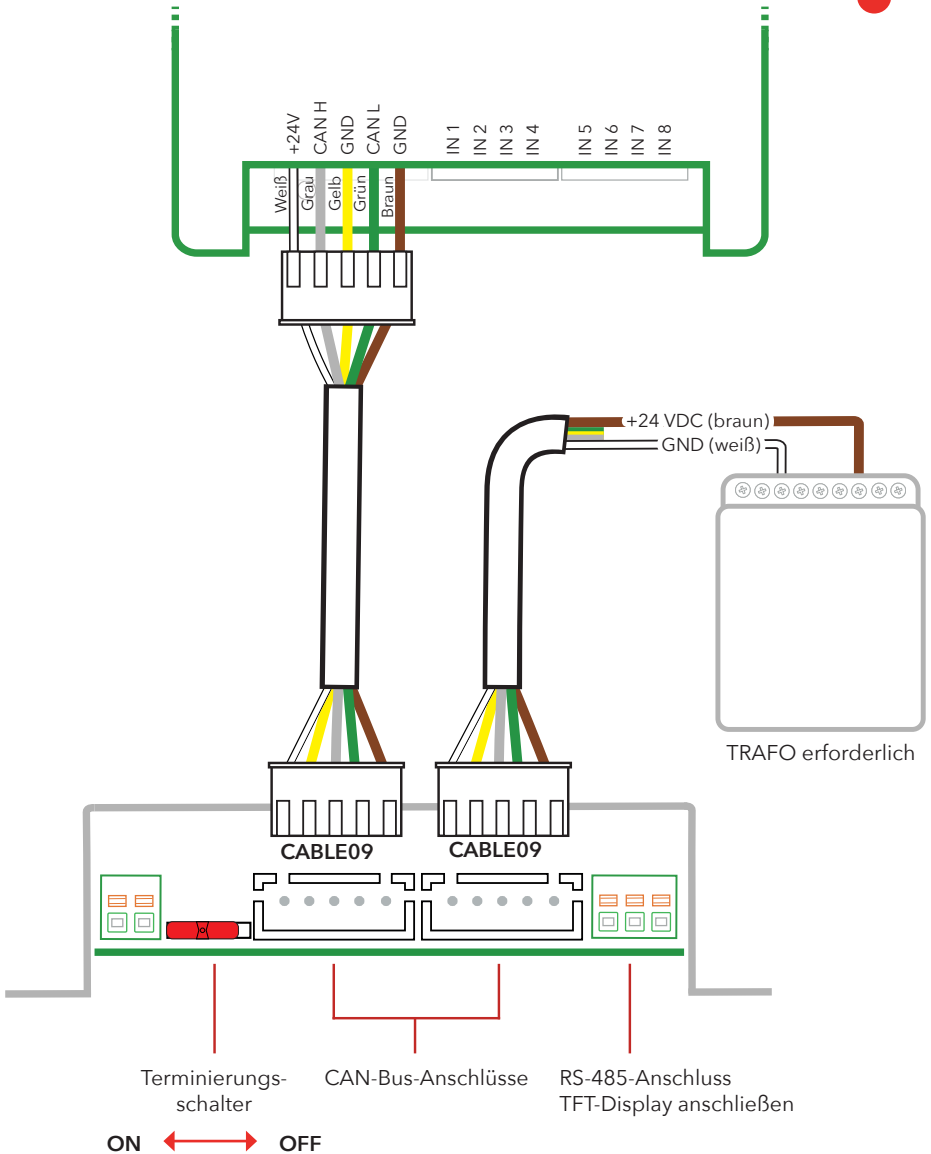 +24V
CAN H
GND
CAN L
GND
IN 1
IN 2
IN 3
IN 4
IN 5
IN 6
IN 7
IN 8
Weiß
Grau
Gelb
Grün
Braun
+24 VDC (braun)
GND (weiß)
TRAFO erforderlich
CABLE09
CABLE09
Terminierungs-
schalter
CAN-Bus-Anschlüsse
RS-485-Anschluss
TFT-Display anschließen
ON
OFF